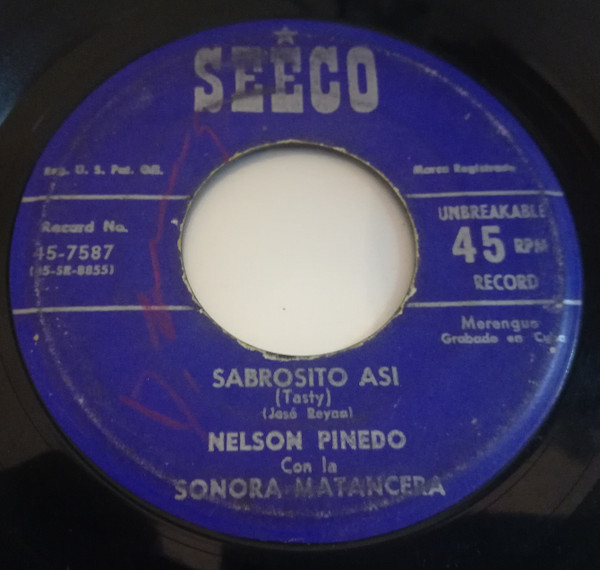 SEECO
Reg. U. S. Pat. Off.
Marca Registrada
Record No.
45-7587
(45-SR-8855)
UNBREAKABLE
45 RPM
RECORD
Merengue
Grabado en Cuba
SABROSITO ASI
(Tasty)
(José Reyna)
NELSON PINEDO
Con la
SONORA MATANCERA